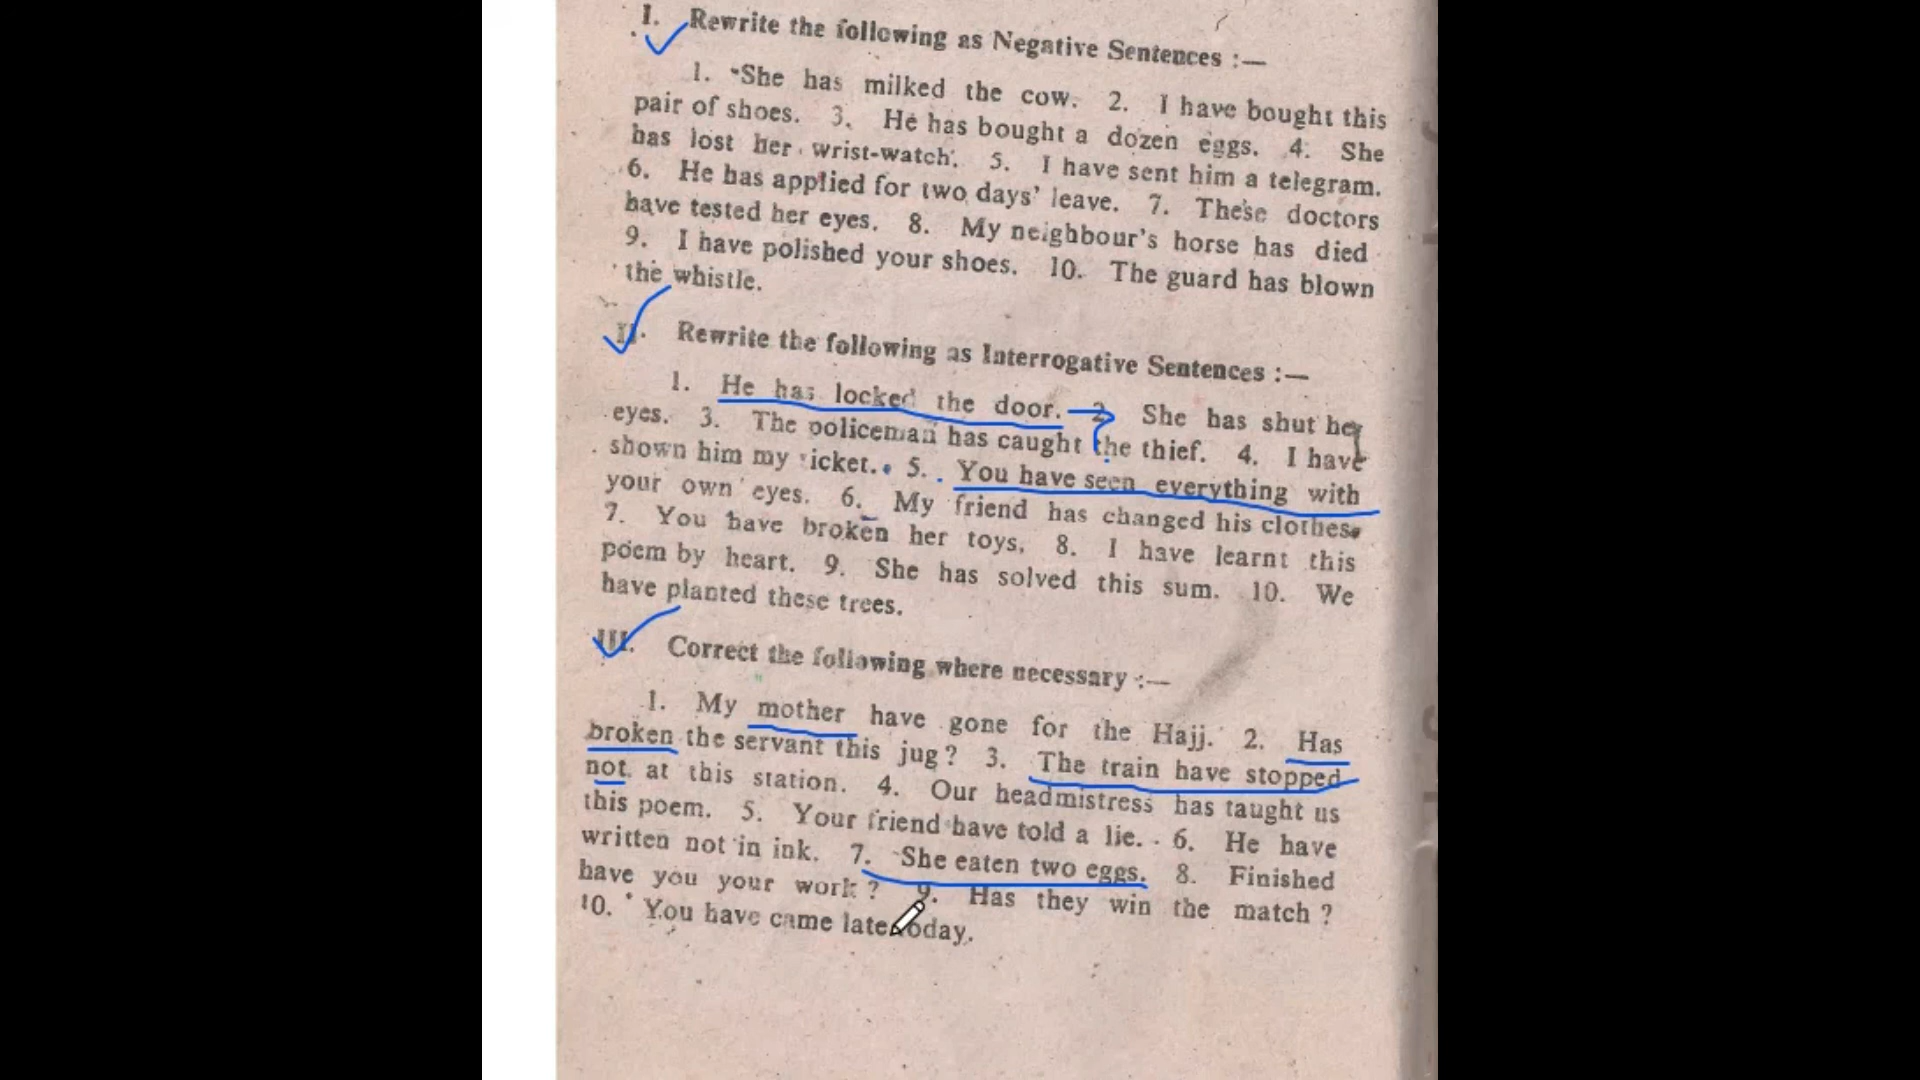 I. Rewrite the following as Negative Sentences :—
1. She has milked the cow. 2. I have bought this
pair of shoes. 3. He has bought a dozen eggs. 4. She
has lost her wrist-watch. 5. I have sent him a telegram.
6. He has applied for two days' leave. 7. These doctors
have tested her eyes. 8. My neighbour's horse has died
9. I have polished your shoes. 10. The guard has blown
the whistle.
II. Rewrite the following as Interrogative Sentences :—
1. He has locked the door. 2. She has shut her
eyes. 3. The policeman has caught the thief. 4. I have
shown him my ticket. 5. You have seen everything with
your own eyes. 6. My friend has changed his clothes.
7. You have broken her toys. 8. I have learnt this
poem by heart. 9. She has solved this sum. 10. We
have planted these trees.
III. Correct the following where necessary :—
1. My mother have gone for the Hajj. 2. Has
broken the servant this jug? 3. The train have stopped
not at this station. 4. Our headmistress has taught us
this poem. 5. Your friend have told a lie. 6. He have
written not in ink. 7. She eaten two eggs. 8. Finished
have you your work? 9. Has they win the match?
10. You have came late today.